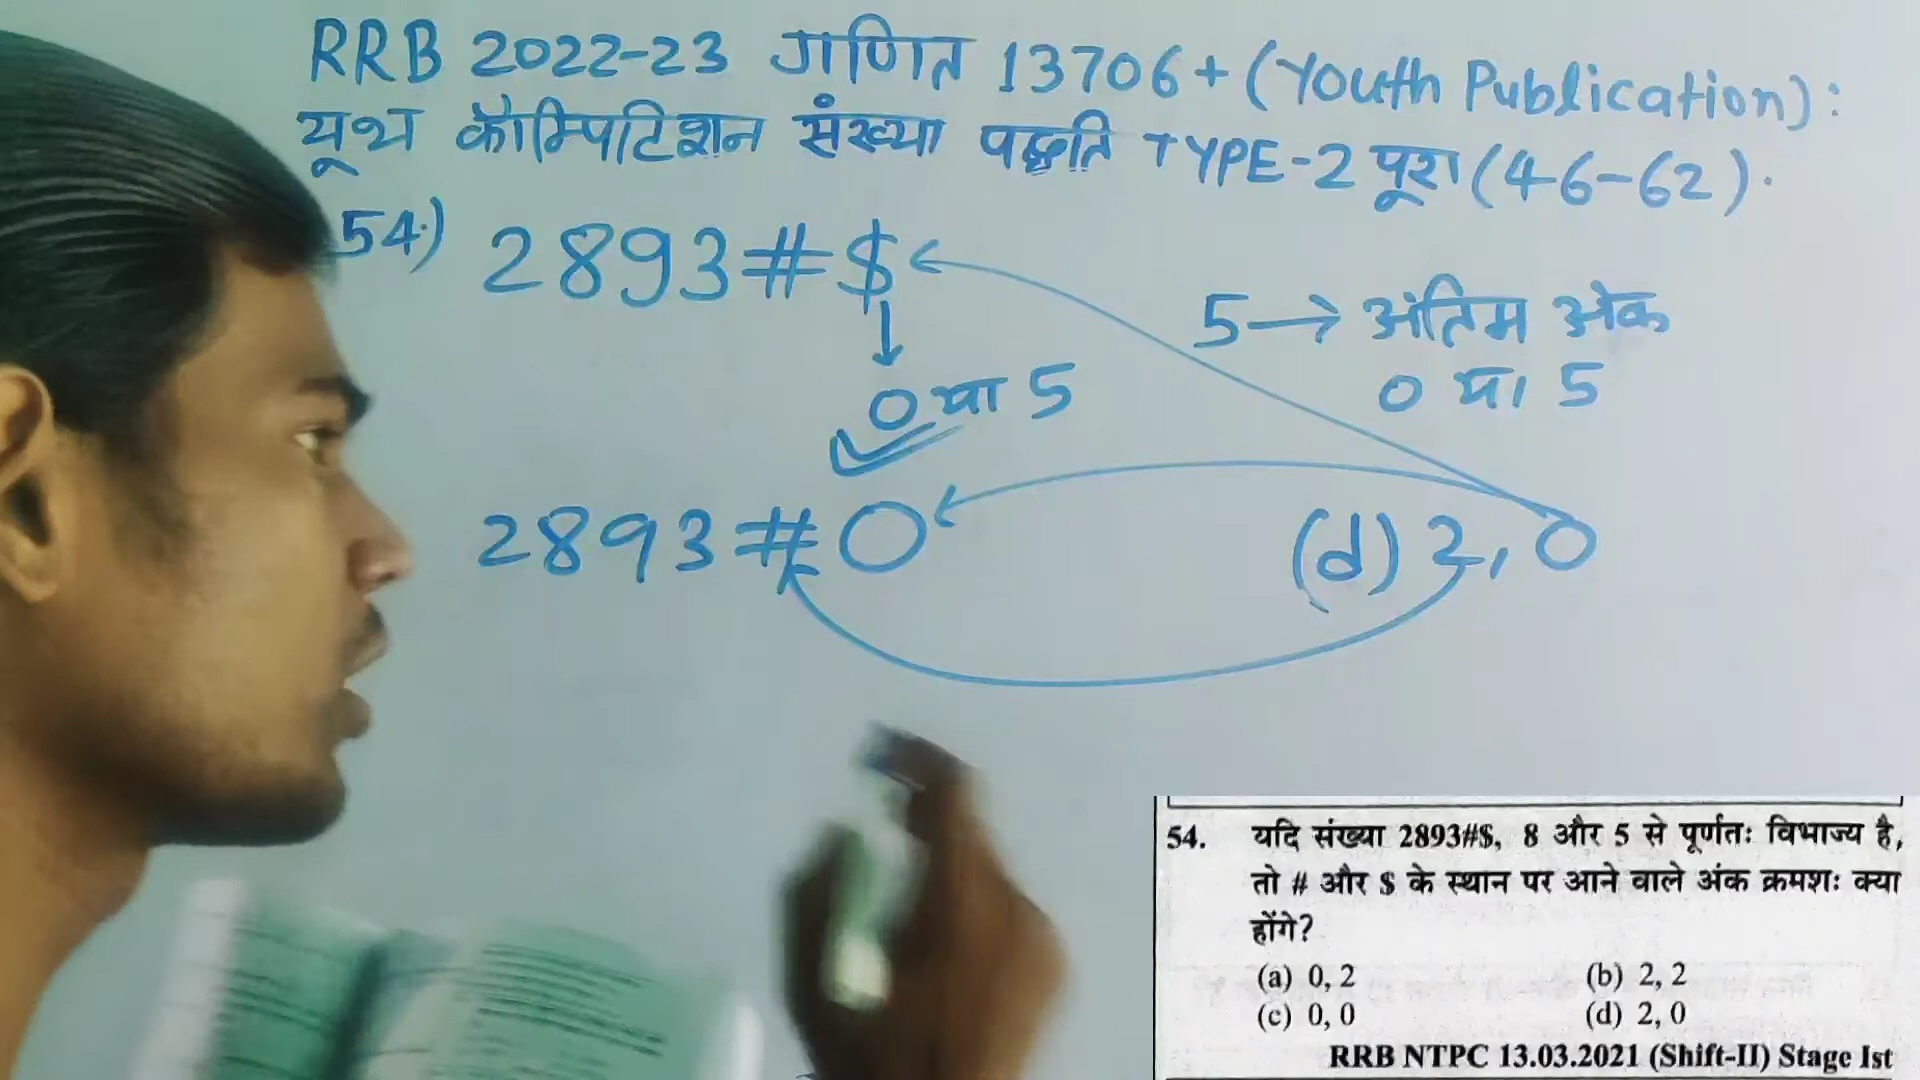 RRB 2022-23 गणित 13706+ (Youth Publication):
यूथ कॉम्पिटिशन संख्या पद्धति TYPE-2 पूरा (46-62).
54.) 2893#$
5→ अंतिम अंक
0 या 5
0 या 5
2893#0
(d) 2, 0
54. यदि संख्या 2893#$, 8 और 5 से पूर्णतः विभाज्य है,
तो # और $ के स्थान पर आने वाले अंक क्रमशः क्या
होंगे?
(a) 0, 2 (b) 2, 2
(c) 0, 0 (d) 2, 0
RRB NTPC 13.03.2021 (Shift-II) Stage Ist